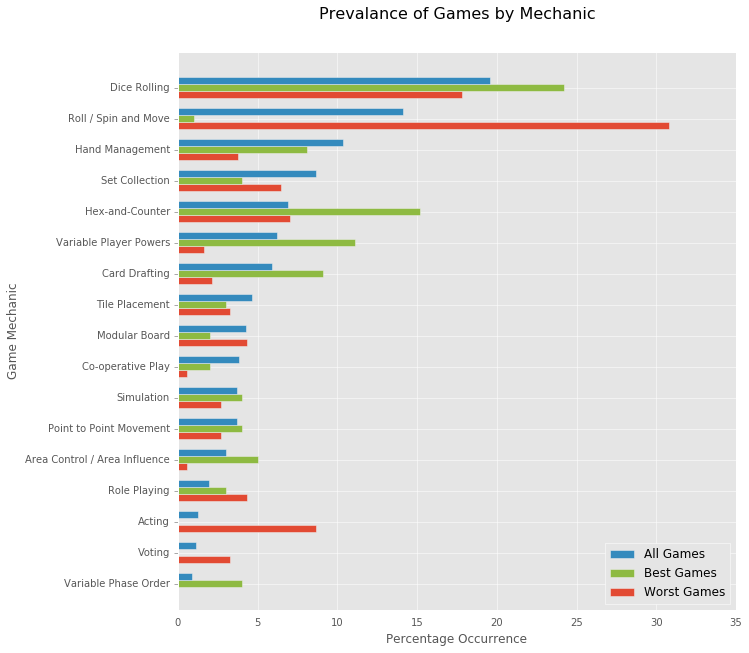 Prevalance of Games by Mechanic
Game Mechanic
Dice Rolling
Roll / Spin and Move
Hand Management
Set Collection
Hex-and-Counter
Variable Player Powers
Card Drafting
Tile Placement
Modular Board
Co-operative Play
Simulation
Point to Point Movement
Area Control / Area Influence
Role Playing
Acting
Voting
Variable Phase Order
All Games
Best Games
Worst Games
0 5 10 15 20 25 30 35
Percentage Occurrence